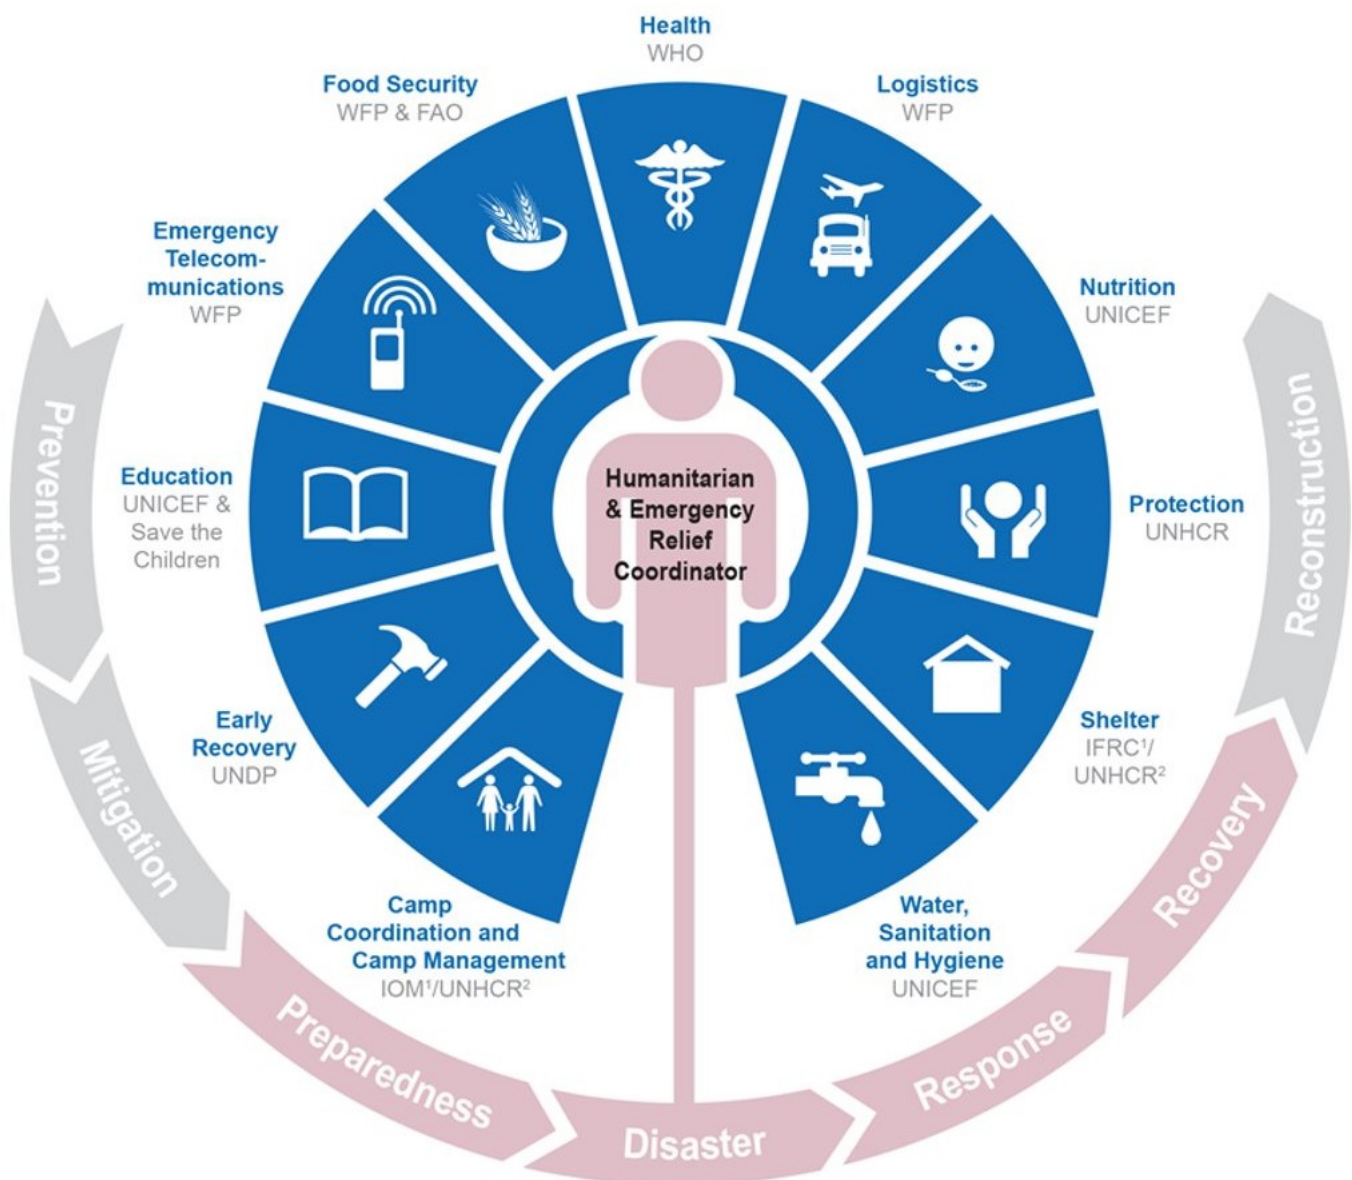 Health
WHO
Food Security
WFP & FAO
Logistics
WFP
Emergency
Telecom-
munications
WFP
Nutrition
UNICEF
Education
UNICEF &
Save the
Children
Humanitarian
& Emergency
Relief
Coordinator
Protection
UNHCR
Early
Recovery
UNDP
Shelter
IFRC¹/
UNHCR²
Camp
Coordination and
Camp Management
IOM¹/UNHCR²
Water,
Sanitation
and Hygiene
UNICEF
Prevention
Mitigation
Preparedness
Disaster
Response
Recovery
Reconstruction